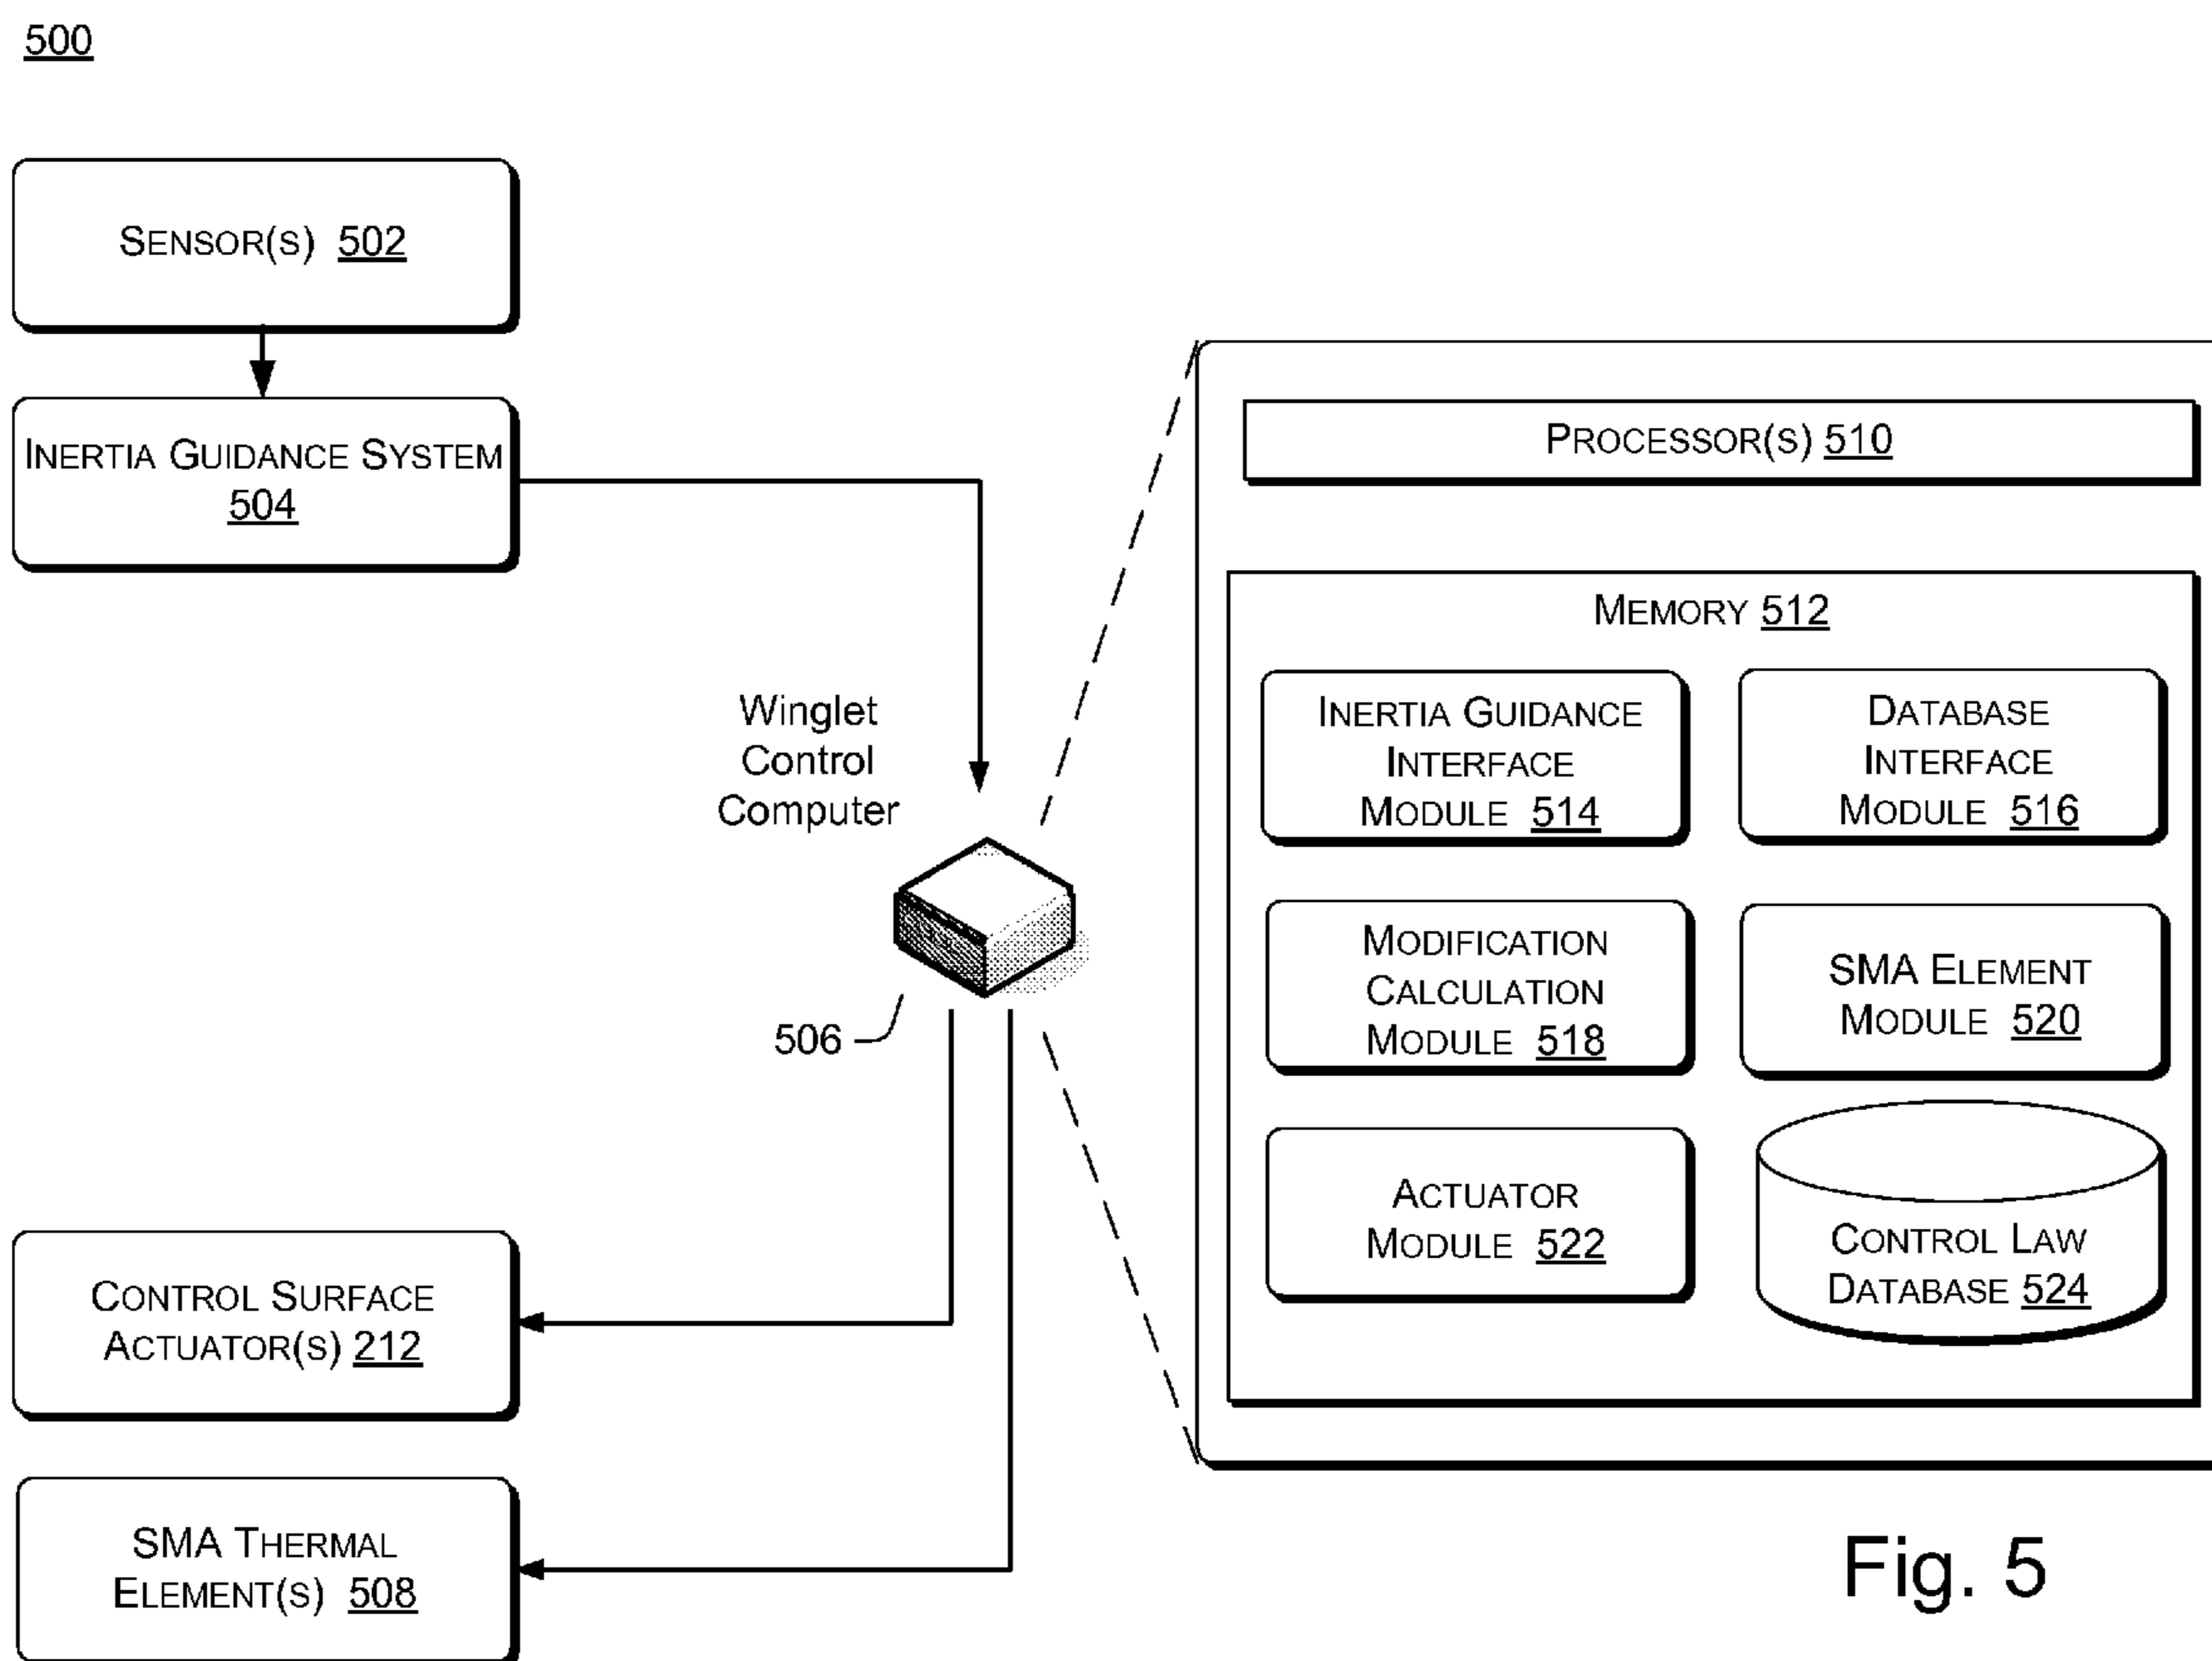 500
SENSOR(S) 502
INERTIA GUIDANCE SYSTEM
504
Winglet
Control
Computer
506
CONTROL SURFACE
ACTUATOR(S) 212
SMA THERMAL
ELEMENT(S) 508
PROCESSOR(S) 510
MEMORY 512
INERTIA GUIDANCE
INTERFACE
MODULE 514
DATABASE
INTERFACE
MODULE 516
MODIFICATION
CALCULATION
MODULE 518
SMA ELEMENT
MODULE 520
ACTUATOR
MODULE 522
CONTROL LAW
DATABASE 524
Fig. 5